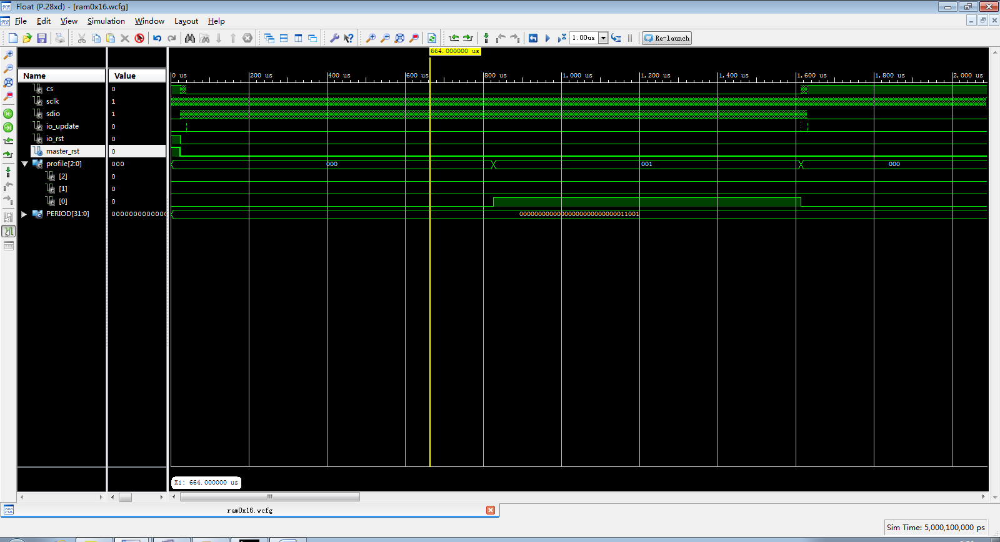 Float (P.28xd) - [ram0x16.wcfg]
File Edit View Simulation Window Layout Help
1.00us Re-launch
664.000000 us
Name Value
0 us 200 us 400 us 600 us 800 us 1,000 us 1,200 us 1,400 us 1,600 us 1,800 us 2,000 us
cs 0
sclk 1
sdio 1
io_update 0
io_rst 0
master_rst 0
profile[2:0] 000 000 001 000
[2] 0
[1] 0
[0] 0
PERIOD[31:0] 00000000000000000000000000011001
X1: 664.000000 us
ram0x16.wcfg
Sim Time: 5,000,100,000 ps